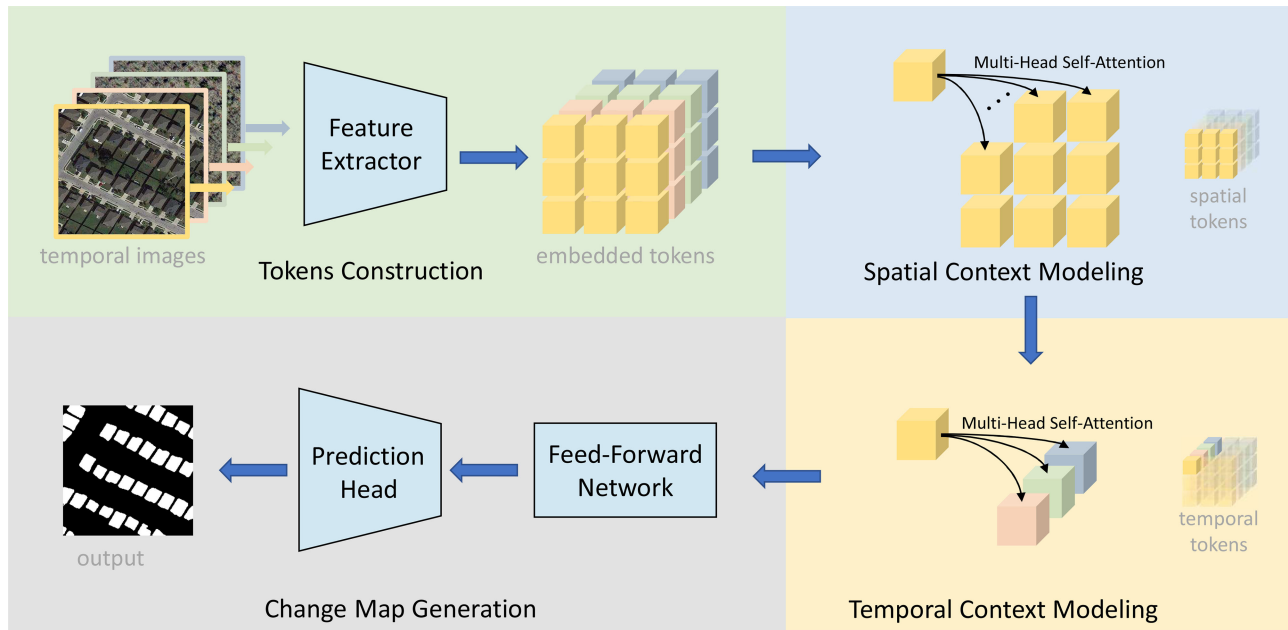 Feature
Extractor
temporal images
embedded tokens
Tokens Construction
Multi-Head Self-Attention
spatial
tokens
Spatial Context Modeling
Multi-Head Self-Attention
temporal
tokens
Temporal Context Modeling
Feed-Forward
Network
Prediction
Head
output
Change Map Generation